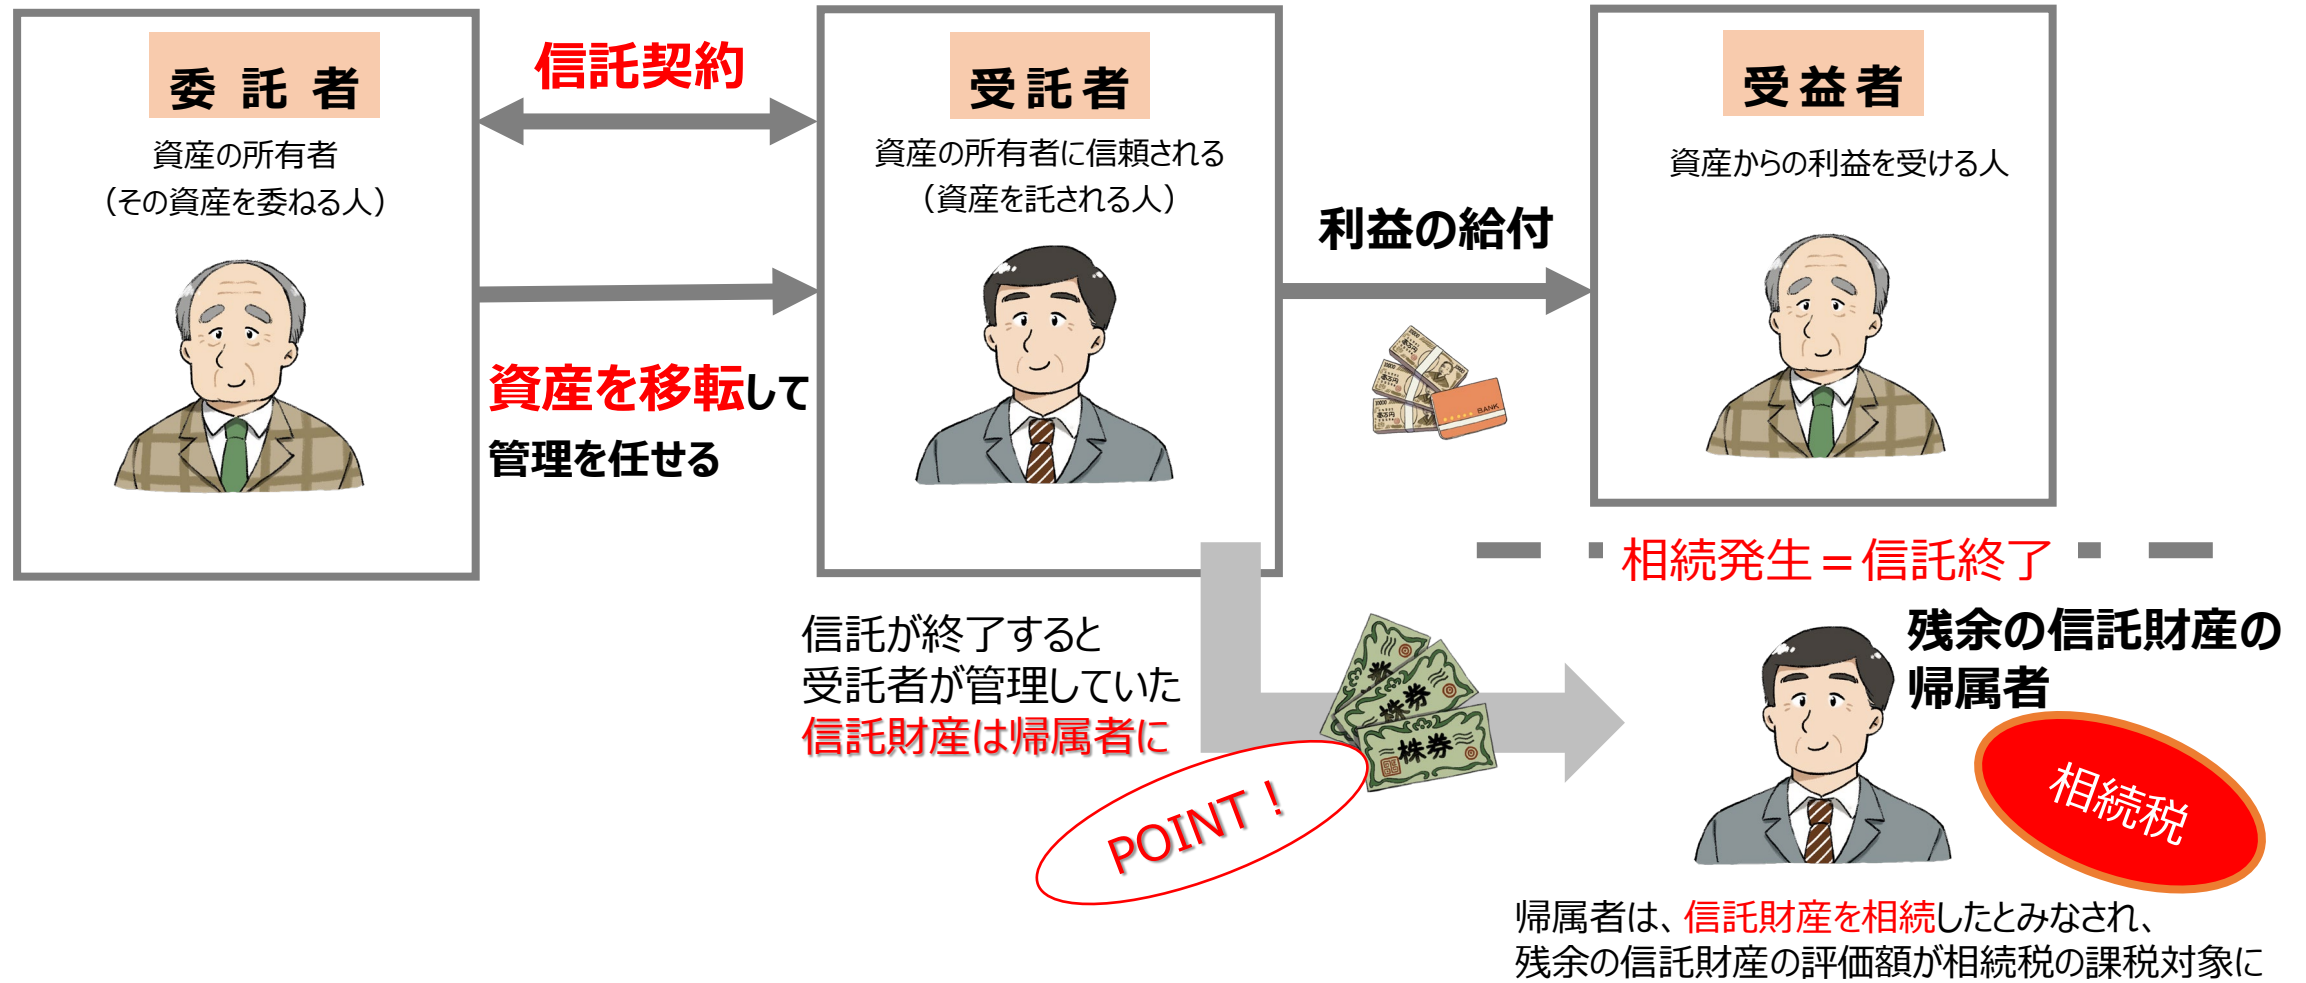 委託者
資産の所有者
（その資産を委ねる人）
信託契約
資産を移転して
管理を任せる
受託者
資産の所有者に信頼される
（資産を託される人）
利益の給付
BANK
受益者
資産からの利益を受ける人
相続発生＝信託終了
信託が終了すると
受託者が管理していた
信託財産は帰属者に
POINT！
株券
株券
株券
残余の信託財産の
帰属者
相続税
帰属者は、信託財産を相続したとみなされ、
残余の信託財産の評価額が相続税の課税対象に